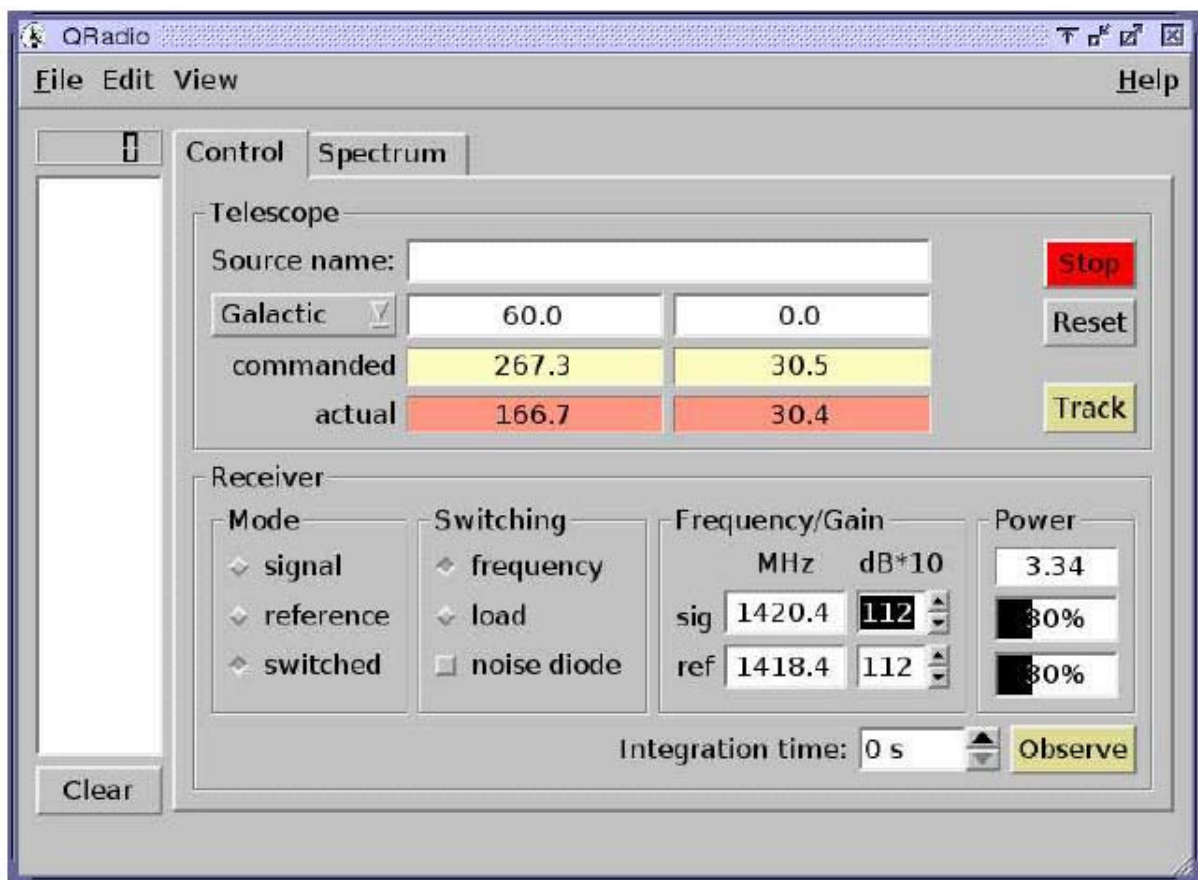 QRadio
File Edit View Help
0
Control Spectrum
Telescope
Source name:
Stop
Galactic 60.0 0.0
Reset
commanded 267.3 30.5
actual 166.7 30.4
Track
Receiver
Mode Switching Frequency/Gain Power
signal frequency MHz dB*10 3.34
reference load sig 1420.4 112 30%
switched noise diode ref 1418.4 112 30%
Integration time: 0 s Observe
Clear